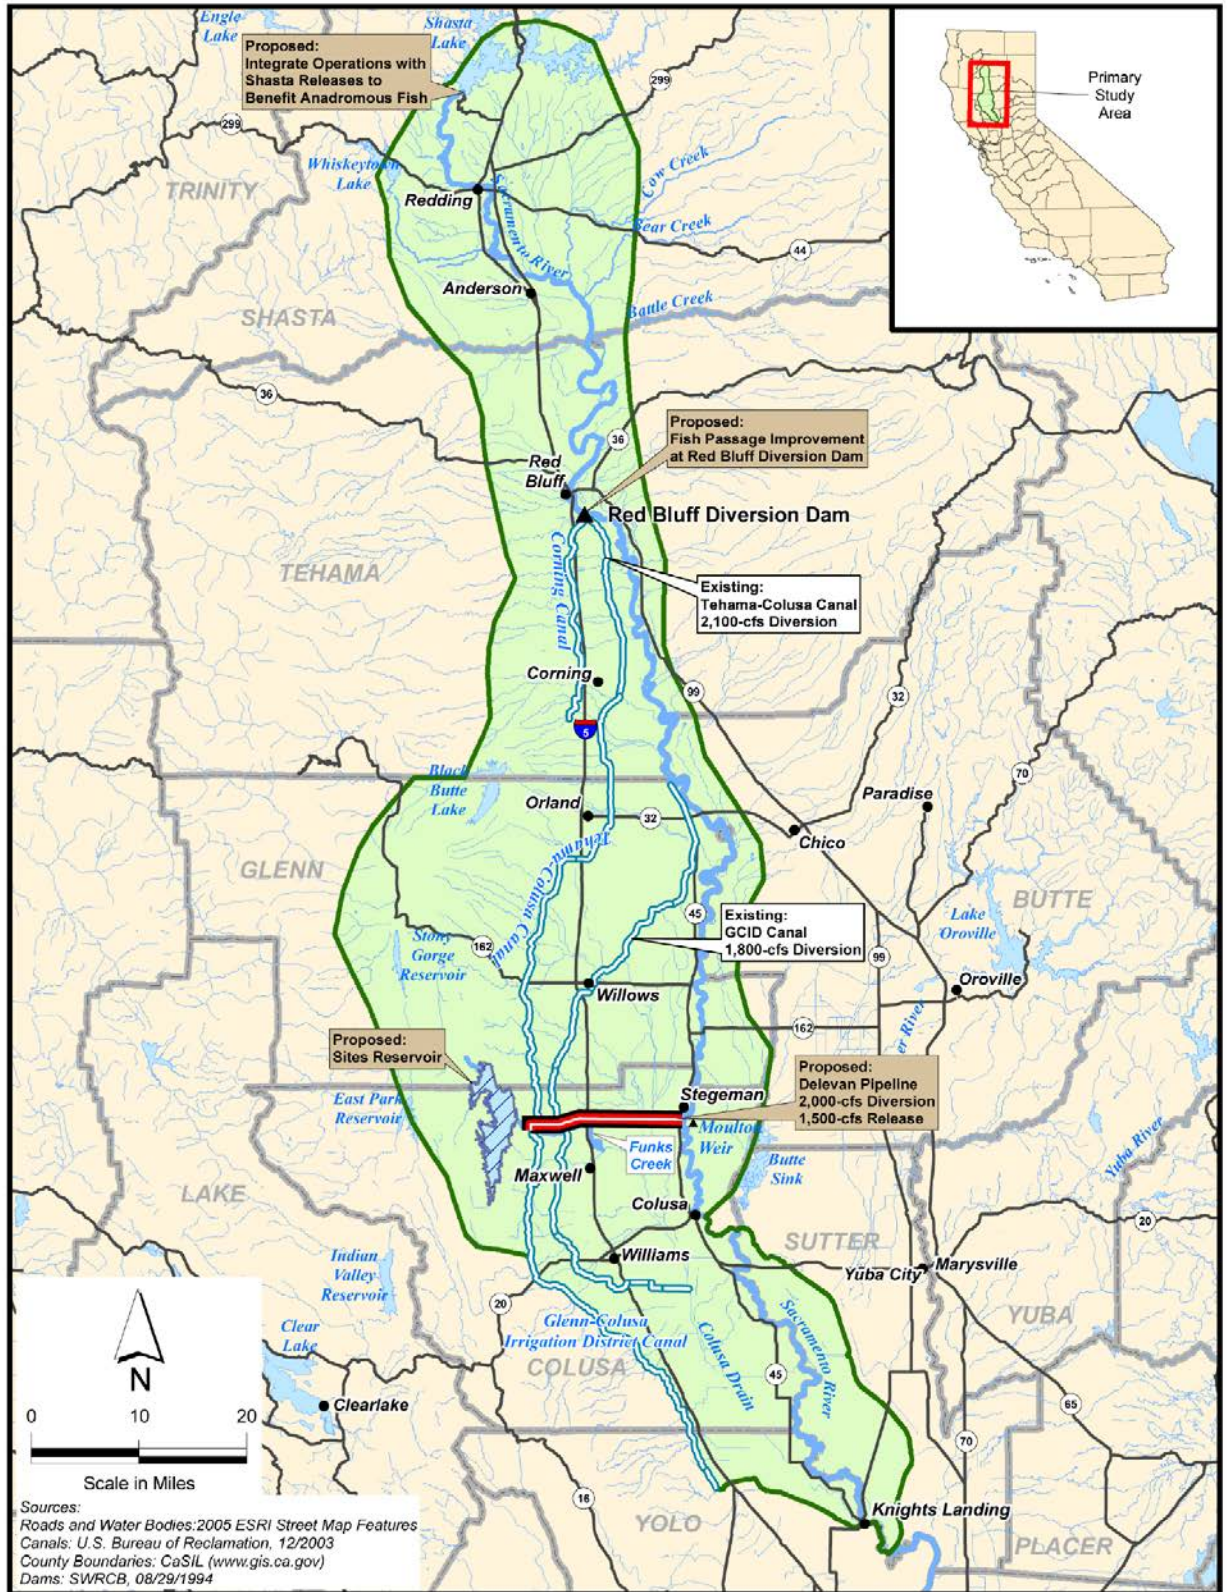 Engle
Lake
Shasta
Lake
Proposed:
Integrate Operations with
Shasta Releases to
Benefit Anadromous Fish
299
299
Primary
Study
Area
TRINITY
Whiskeytown
Lake
Redding
Sacramento River
Cow Creek
Bear Creek
44
Anderson
Battle Creek
SHASTA
36
Proposed:
Fish Passage Improvement
at Red Bluff Diversion Dam
36
Red
Bluff
Red Bluff Diversion Dam
TEHAMA
Corning Canal
Existing:
Tehama-Colusa Canal
2,100-cfs Diversion
Corning
99
32
5
70
Black
Butte
Lake
Orland
32
Paradise
Chico
GLENN
Tehama-Colusa Canal
BUTTE
Lake
Oroville
Existing:
GCID Canal
1,800-cfs Diversion
45
99
Stony
Gorge
Reservoir
162
Willows
Oroville
162
er River
Proposed:
Sites Reservoir
Proposed:
Delevan Pipeline
2,000-cfs Diversion
1,500-cfs Release
East Park
Reservoir
Stegeman
Moulton
Weir
Funks
Creek
Butte
Sink
Yuba River
Maxwell
LAKE
Colusa
20
SUTTER
Williams
Yuba City
Marysville
Indian
Valley
Reservoir
20
YUBA
Glenn-Colusa
Irrigation District Canal
Colusa Drain
Sacramento River
Clear
Lake
COLUSA
45
N
Clearlake
65
0 10 20
Scale in Miles
70
16
Knights Landing
YOLO
PLACER
Sources:
Roads and Water Bodies:2005 ESRI Street Map Features
Canals: U.S. Bureau of Reclamation, 12/2003
County Boundaries: CaSIL (www.gis.ca.gov)
Dams: SWRCB, 08/29/1994